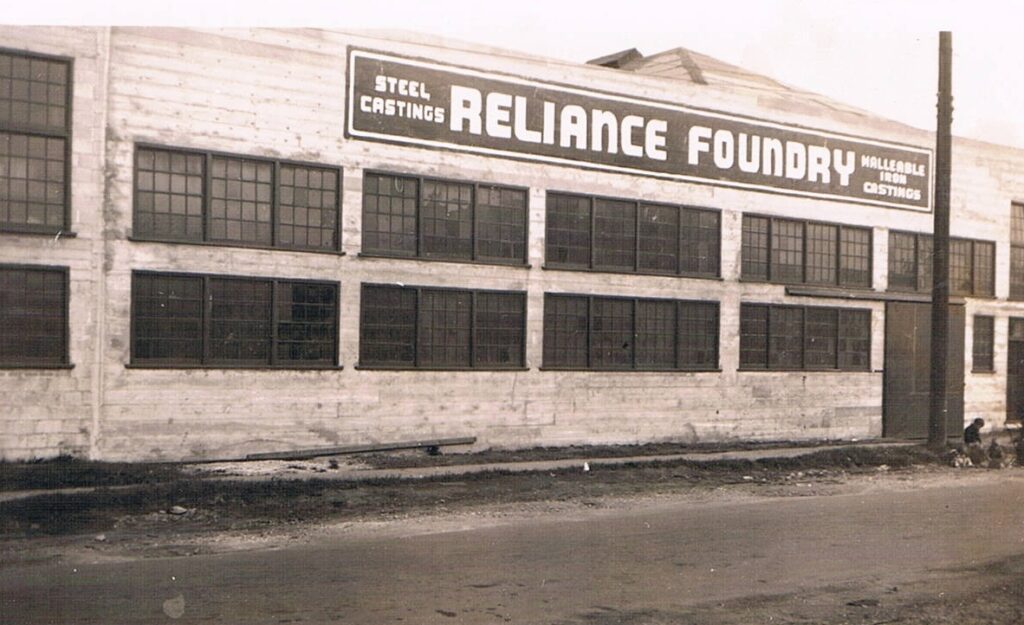 STEEL
CASTINGS
RELIANCE FOUNDRY
MALLEABLE
IRON
CASTINGS